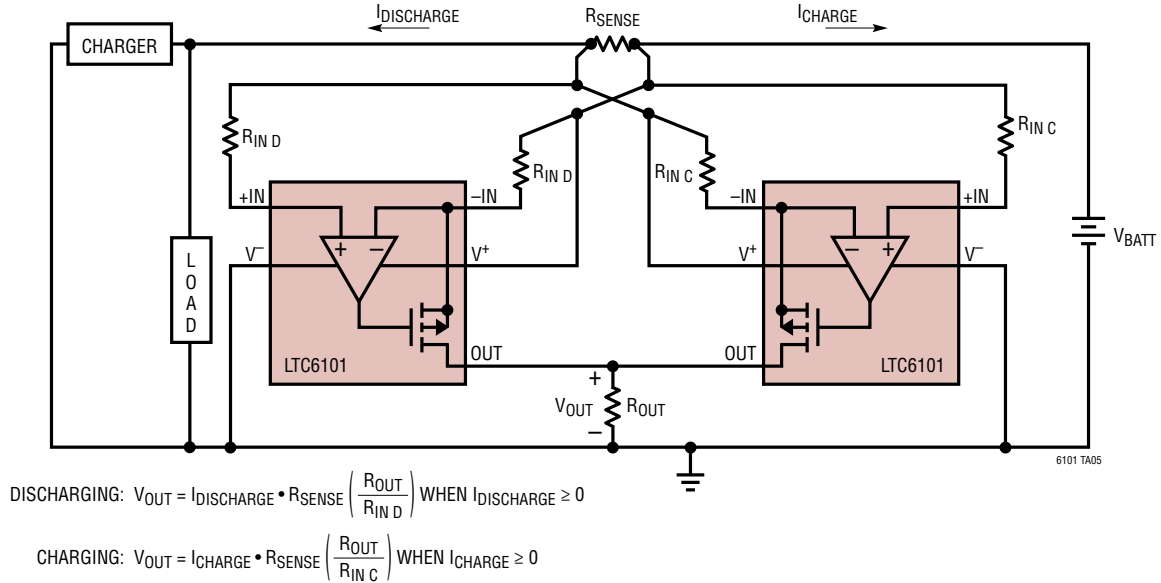 I_DISCHARGE
R_SENSE
I_CHARGE
CHARGER
R_IN D
R_IN D
R_IN C
R_IN C
+IN
–IN
–IN
+IN
V–
V+
V+
V–
+
–
–
+
V_BATT
LOAD
LTC6101
OUT
OUT
LTC6101
+
V_OUT
R_OUT
–
6101 TA05
DISCHARGING: V_OUT = I_DISCHARGE • R_SENSE (R_OUT / R_IN D) WHEN I_DISCHARGE ≥ 0
CHARGING: V_OUT = I_CHARGE • R_SENSE (R_OUT / R_IN C) WHEN I_CHARGE ≥ 0